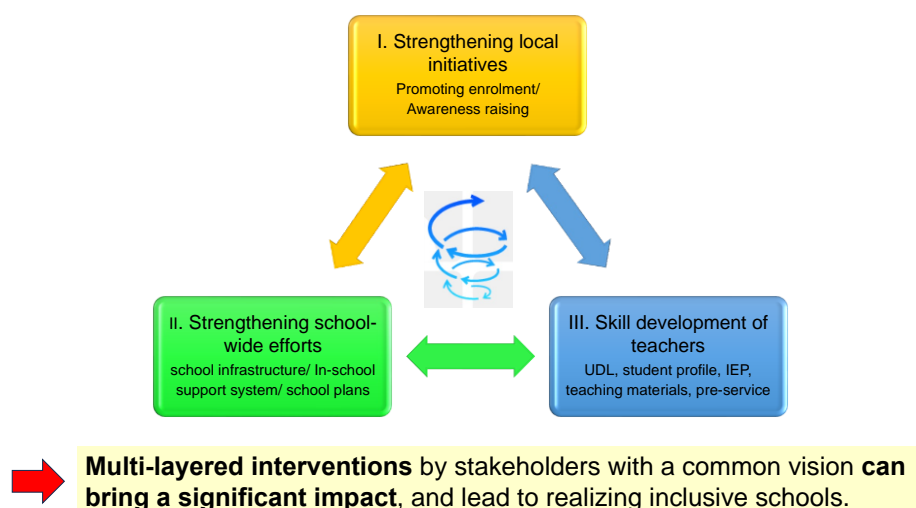 I. Strengthening local
initiatives
Promoting enrolment/
Awareness raising
II. Strengthening school-
wide efforts
school infrastructure/ In-school
support system/ school plans
III. Skill development of
teachers
UDL, student profile, IEP,
teaching materials, pre-service
Multi-layered interventions by stakeholders with a common vision can
bring a significant impact, and lead to realizing inclusive schools.